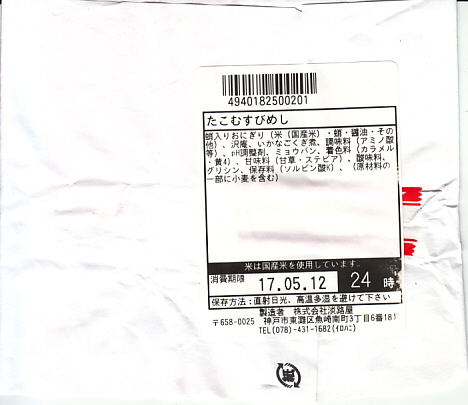 4940182500201
たこむすびめし
蛸入りおにぎり（米（国産米）・蛸・醤油・その
他）、沢庵、いかなごくぎ煮、調味料（アミノ酸
等）、pH調整剤、ミョウバン、着色料（カラメル
・黄4）、甘味料（甘草・ステビア）、酸味料、
グリシン、保存料（ソルビン酸K）、（原材料の
一部に小麦を含む）
米は国産米を使用しています。
消費期限 17.05.12 24 時
保存方法：直射日光、高温多湿を避けて下さい
製造者 株式会社淡路屋
〒658-0025 神戸市東灘区魚崎南町3丁目6番18号
TEL(078)-431-1682(イロハニ)